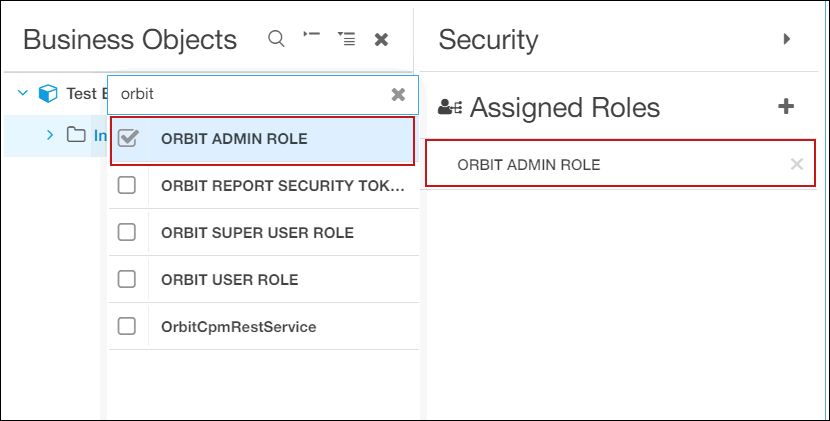 Business Objects
Test
orbit
In
ORBIT ADMIN ROLE
ORBIT REPORT SECURITY TOK...
ORBIT SUPER USER ROLE
ORBIT USER ROLE
OrbitCpmRestService
Security
Assigned Roles
ORBIT ADMIN ROLE